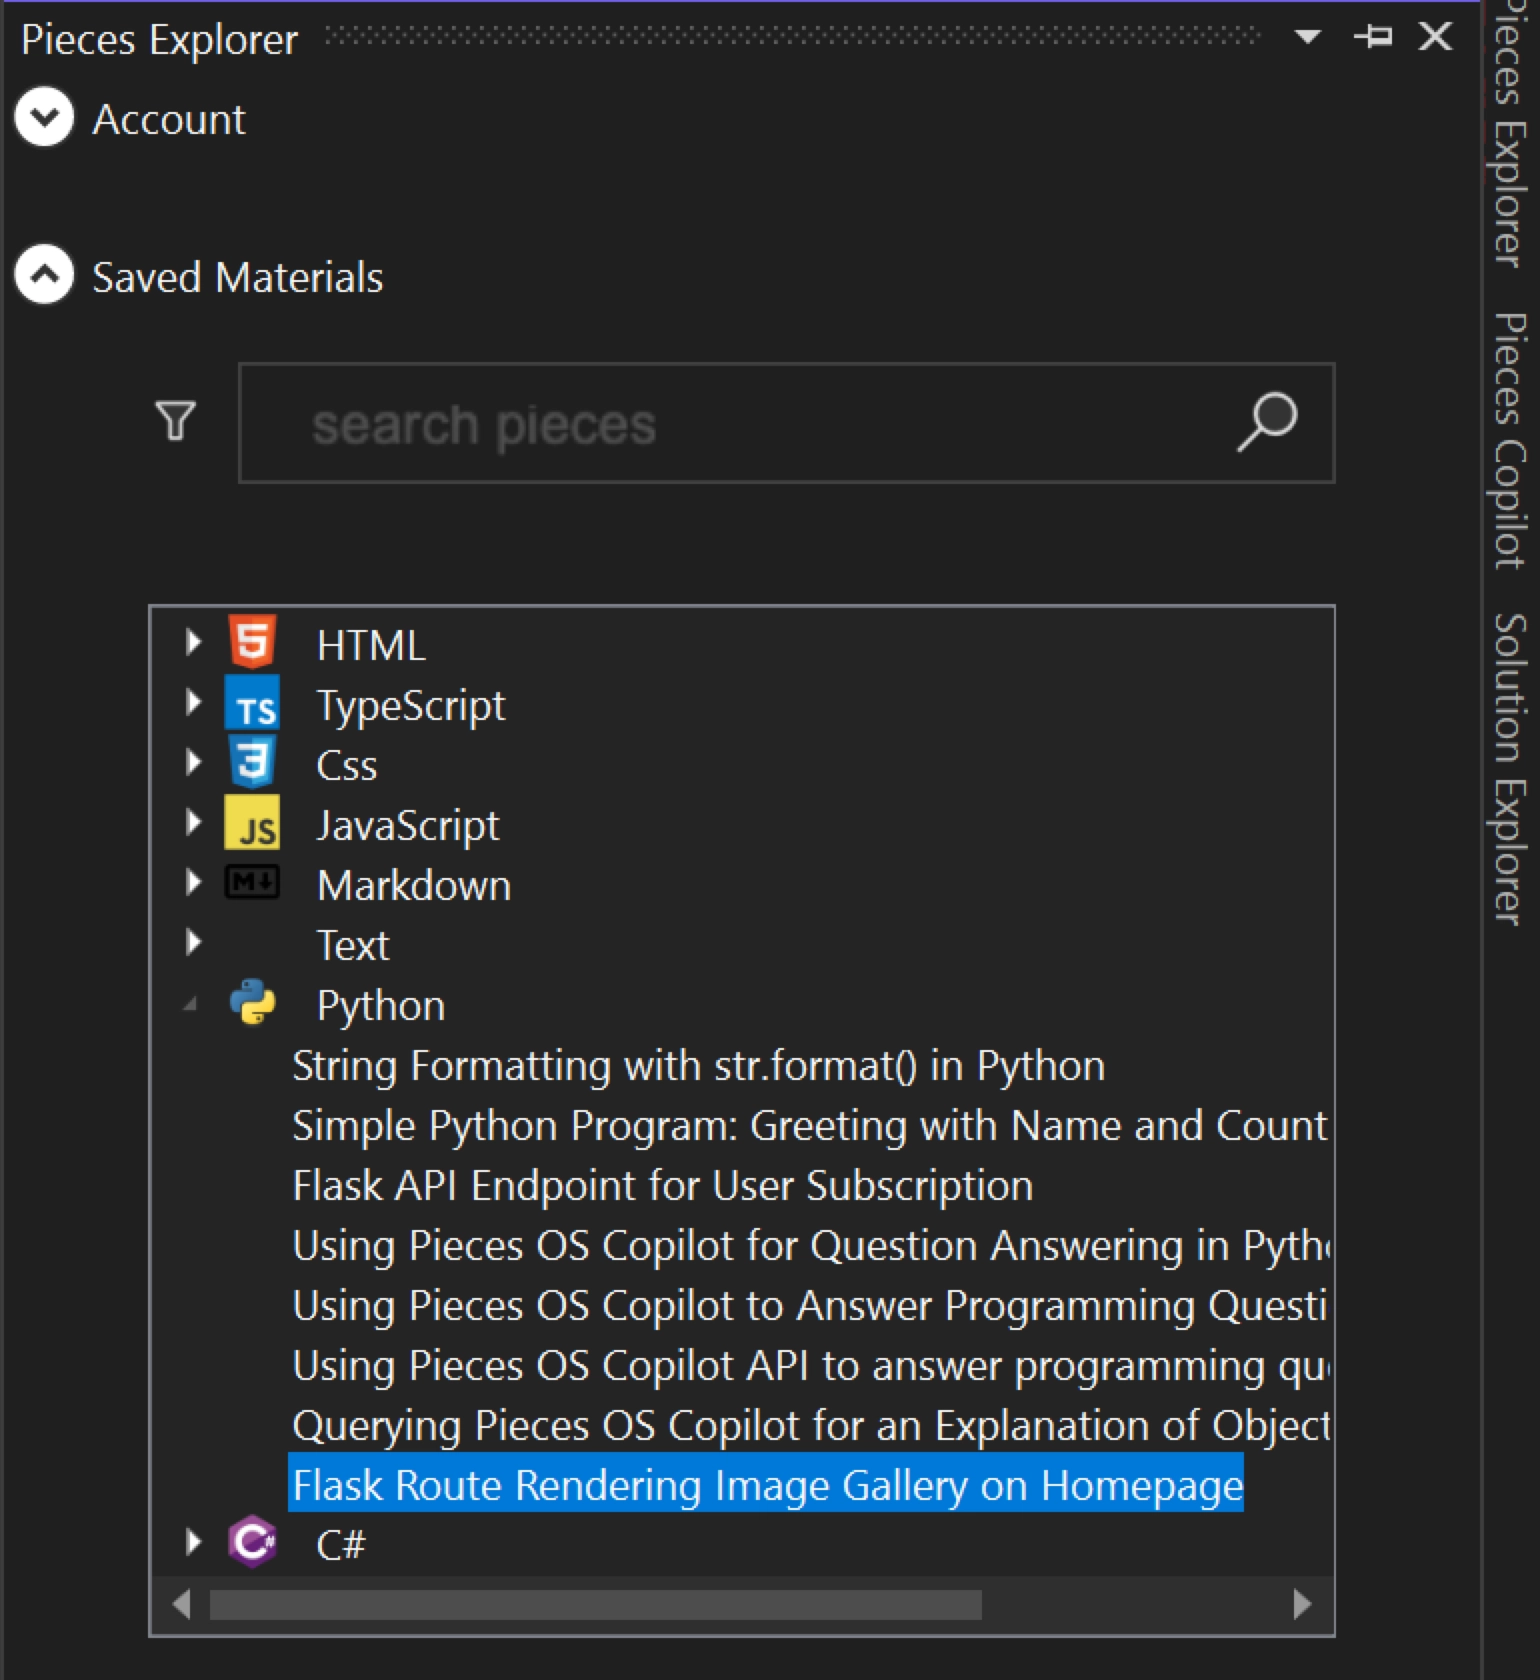 Pieces Explorer
Account
Saved Materials
search pieces
5 HTML
TS TypeScript
3 Css
JS JavaScript
M Markdown
Text
Python
String Formatting with str.format() in Python
Simple Python Program: Greeting with Name and Count
Flask API Endpoint for User Subscription
Using Pieces OS Copilot for Question Answering in Pyth
Using Pieces OS Copilot to Answer Programming Questi
Using Pieces OS Copilot API to answer programming qu
Querying Pieces OS Copilot for an Explanation of Object
Flask Route Rendering Image Gallery on Homepage
C# C#
Pieces Explorer
Pieces Copilot
Solution Explorer